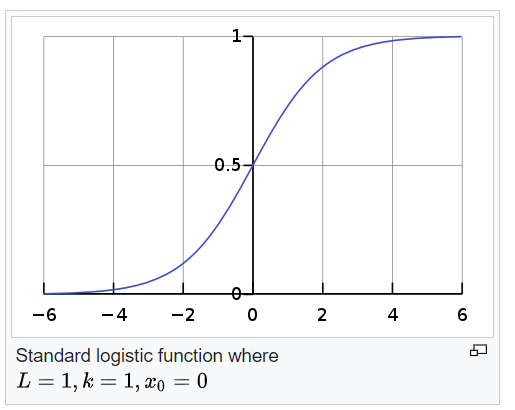 1
0.5
0
−6 −4 −2 0 2 4 6
Standard logistic function where
L = 1, k = 1, x₀ = 0